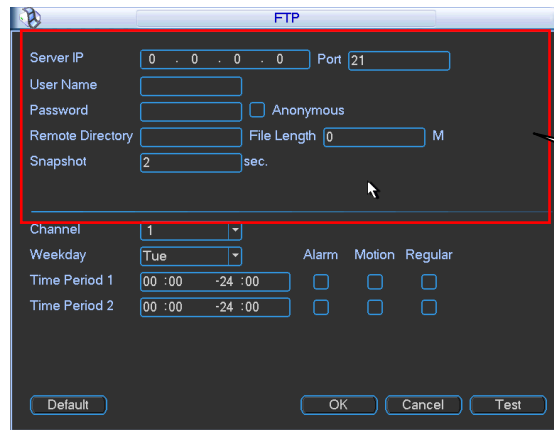 FTP
Server IP 0 . 0 . 0 . 0 Port 21
User Name
Password Anonymous
Remote Directory File Length 0 M
Snapshot 2 sec.
Channel 1
Weekday Tue Alarm Motion Regular
Time Period 1 00 :00 -24 :00
Time Period 2 00 :00 -24 :00
Default OK Cancel Test